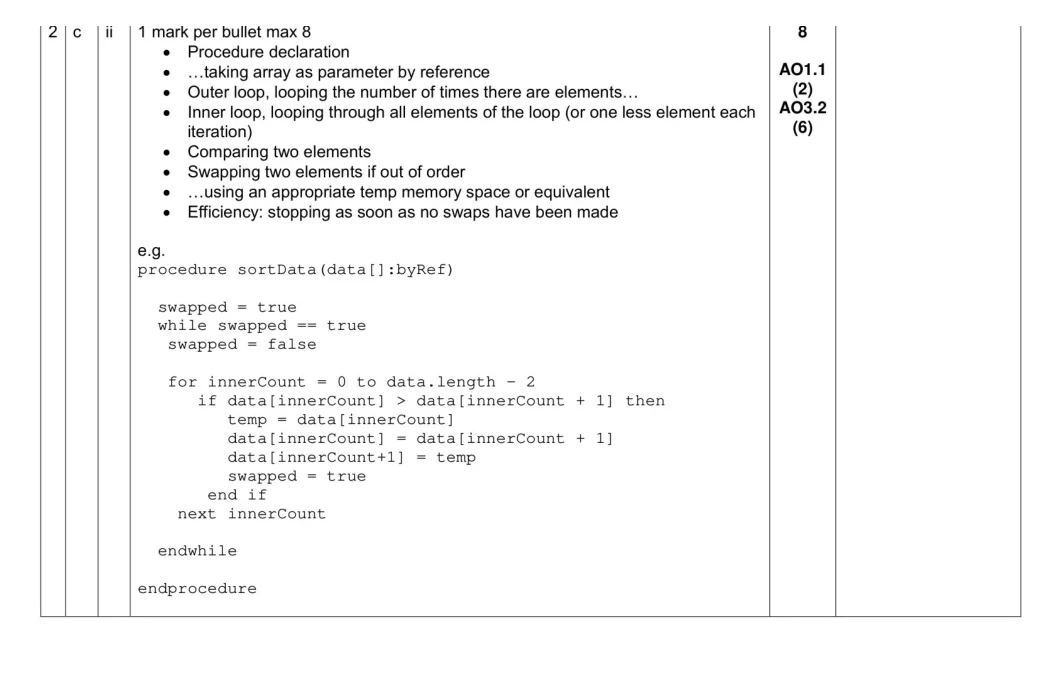 2 c ii 1 mark per bullet max 8 8
• Procedure declaration
• …taking array as parameter by reference AO1.1
• Outer loop, looping the number of times there are elements… (2)
• Inner loop, looping through all elements of the loop (or one less element each AO3.2
iteration) (6)
• Comparing two elements
• Swapping two elements if out of order
• …using an appropriate temp memory space or equivalent
• Efficiency: stopping as soon as no swaps have been made
e.g.
procedure sortData(data[]:byRef)
swapped = true
while swapped == true
swapped = false
for innerCount = 0 to data.length - 2
if data[innerCount] > data[innerCount + 1] then
temp = data[innerCount]
data[innerCount] = data[innerCount + 1]
data[innerCount+1] = temp
swapped = true
end if
next innerCount
endwhile
endprocedure